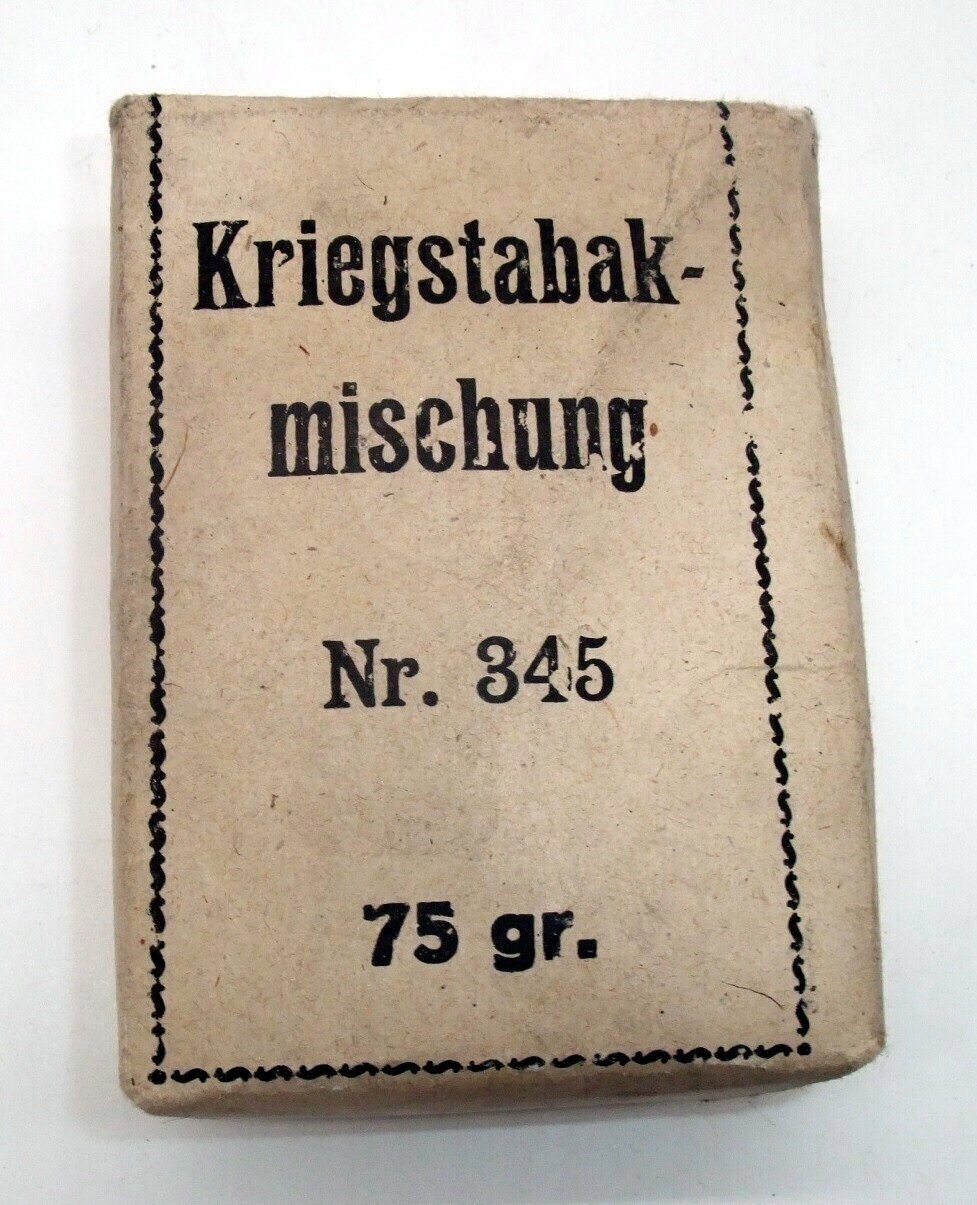 Kriegstabak-
mischung
Nr. 345
75 gr.